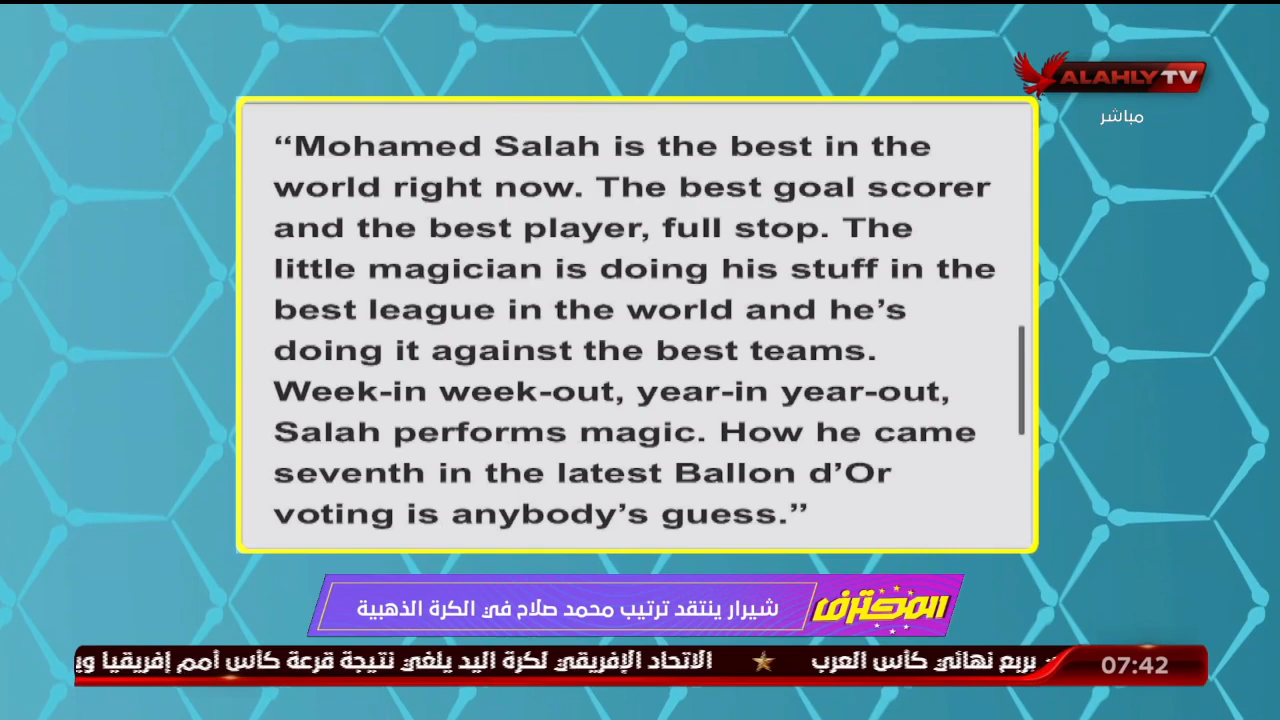 ALAHLY TV
مباشر
“Mohamed Salah is the best in the
world right now. The best goal scorer
and the best player, full stop. The
little magician is doing his stuff in the
best league in the world and he’s
doing it against the best teams.
Week-in week-out, year-in year-out,
Salah performs magic. How he came
seventh in the latest Ballon d’Or
voting is anybody’s guess.”
المحترف
شيرار ينتقد ترتيب محمد صلاح في الكرة الذهبية
07:42
بربع نهائي كأس العرب ★ الاتحاد الإفريقي لكرة اليد يلغي نتيجة قرعة كأس أمم إفريقيا